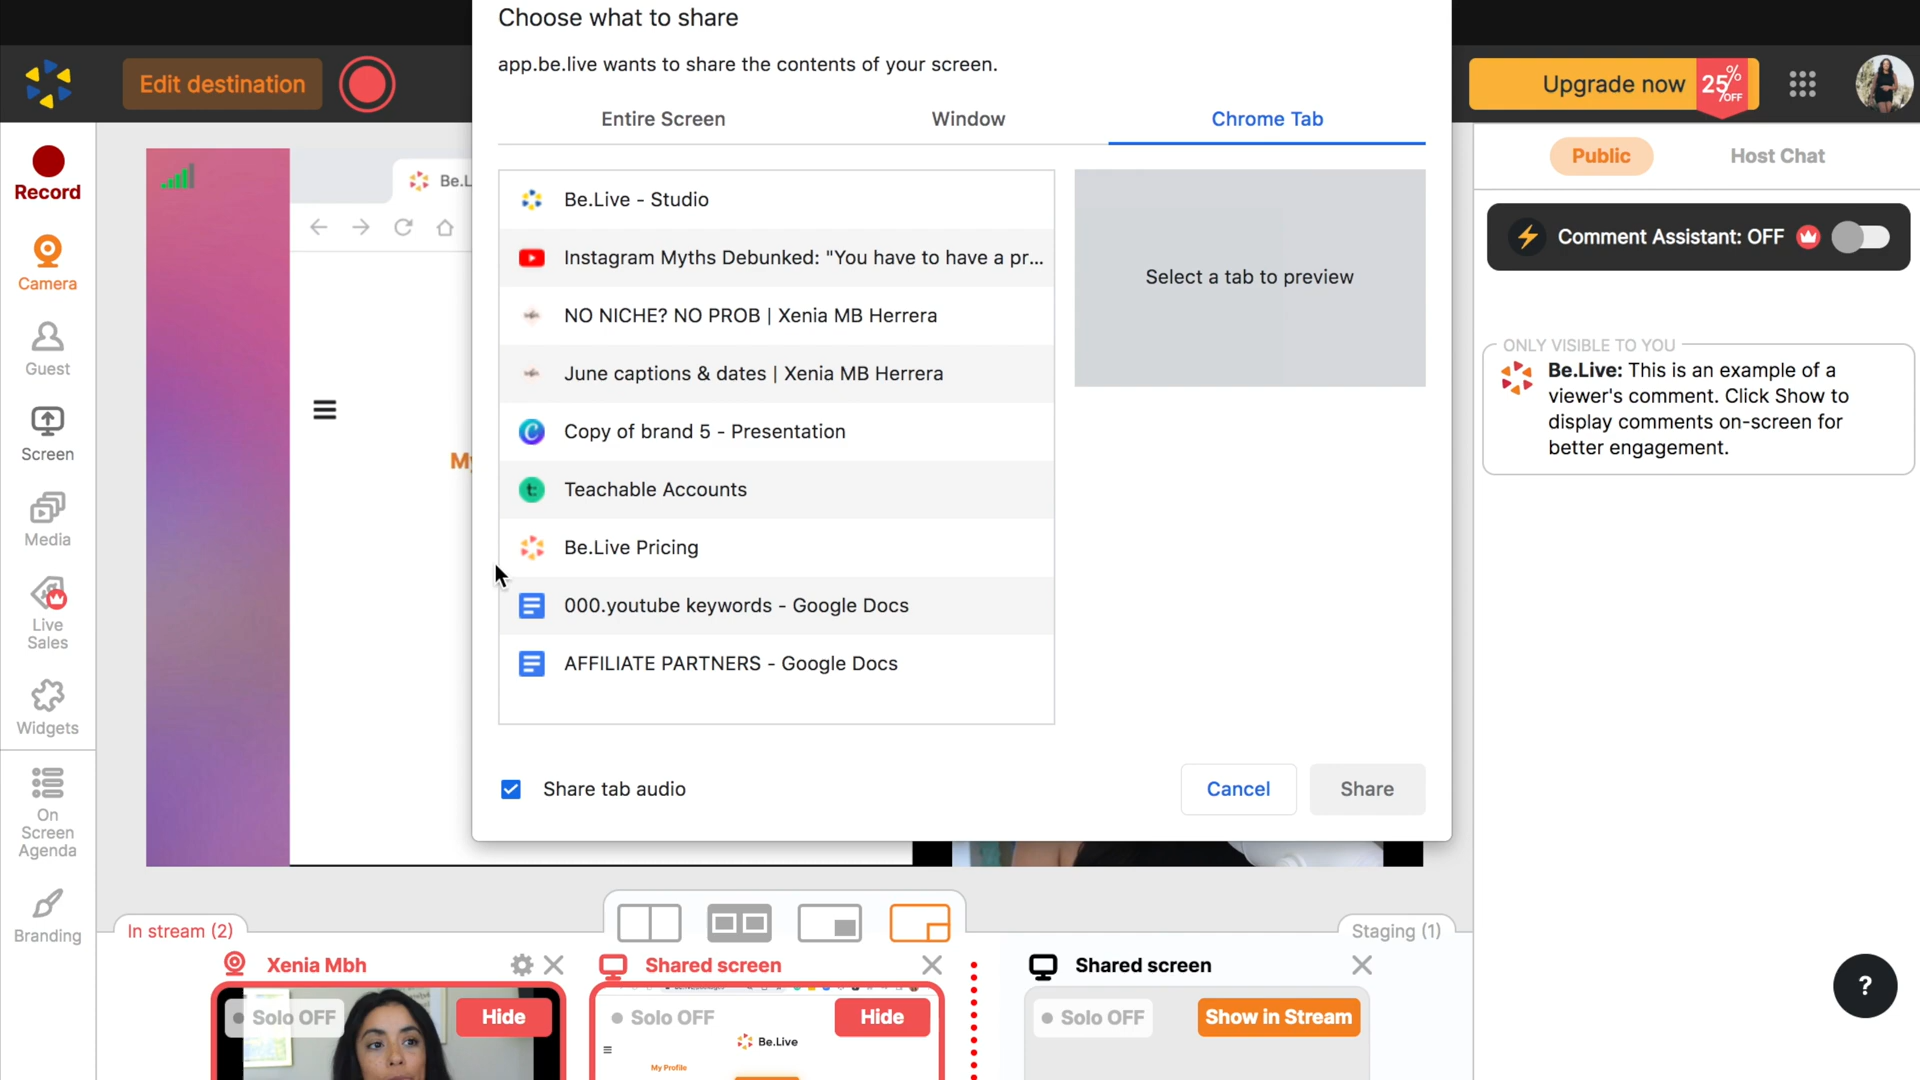 Choose what to share
app.be.live wants to share the contents of your screen.
Entire Screen
Window
Chrome Tab
Edit destination
Upgrade now
25%
OFF
Record
Camera
Guest
Screen
Media
Live
Sales
Widgets
On
Screen
Agenda
Branding
Be.L
My
Be.Live - Studio
Instagram Myths Debunked: "You have to have a pr...
NO NICHE? NO PROB | Xenia MB Herrera
June captions & dates | Xenia MB Herrera
Copy of brand 5 - Presentation
Teachable Accounts
Be.Live Pricing
000.youtube keywords - Google Docs
AFFILIATE PARTNERS - Google Docs
Select a tab to preview
Share tab audio
Cancel
Share
Public
Host Chat
Comment Assistant: OFF
ONLY VISIBLE TO YOU
Be.Live: This is an example of a
viewer's comment. Click Show to
display comments on-screen for
better engagement.
In stream (2)
Staging (1)
Xenia Mbh
Shared screen
Shared screen
Solo OFF
Hide
Solo OFF
Hide
Solo OFF
Show in Stream
Be.Live
My Profile
?